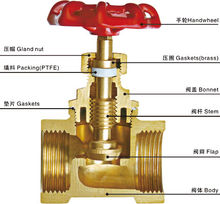 手轮Handwheel
压帽 Gland nut
压圈 Gaskets(brass)
填料 Packing(PTFE)
阀盖 Bonnet
垫片 Gaskets
阀杆 Stem
阀瓣 Flap
阀体 Body